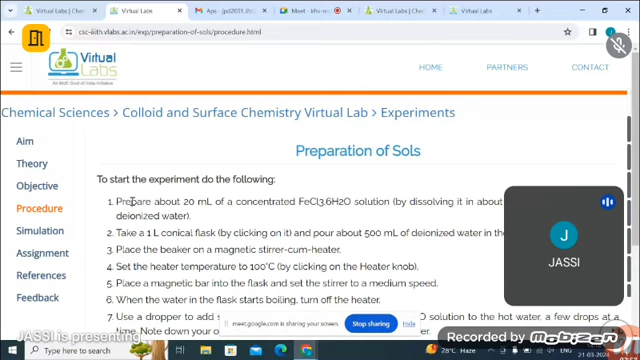 Virtual Labs
Virtual Labs
Meet - khu-
Virtual Labs
Virtual Labs
csc-iiith.vlabs.ac.in/exp/preparation-of-sols/procedure.html
Virtual
Labs
An MoE Govt of India Initiative
HOME
PARTNERS
CONTACT
Chemical Sciences > Colloid and Surface Chemistry Virtual Lab > Experiments
Aim
Theory
Objective
Procedure
Simulation
Assignment
References
Feedback
Preparation of Sols
To start the experiment do the following:
1. Prepare about 20 mL of a concentrated FeCl3.6H2O solution (by dissolving it in about
deionized water).
2. Take a 1 L conical flask (by clicking on it) and pour about 500 mL of deionized water in the
3. Place the beaker on a magnetic stirrer-cum-heater.
4. Set the heater temperature to 100°C (by clicking on the Heater knob).
5. Place a magnetic bar into the flask and set the stirrer to a medium speed.
6. When the water in the flask starts boiling, turn off the heater.
7. Use a dropper to add
O solution to the hot water, a few drops at a
time. Note down your
J
JASSI
JASSI is presenting
meet.google.com is sharing your screen.
Stop sharing
Hide
Recorded by
MOBIZEN
Type here to search
28°C Haze
21-03-2024